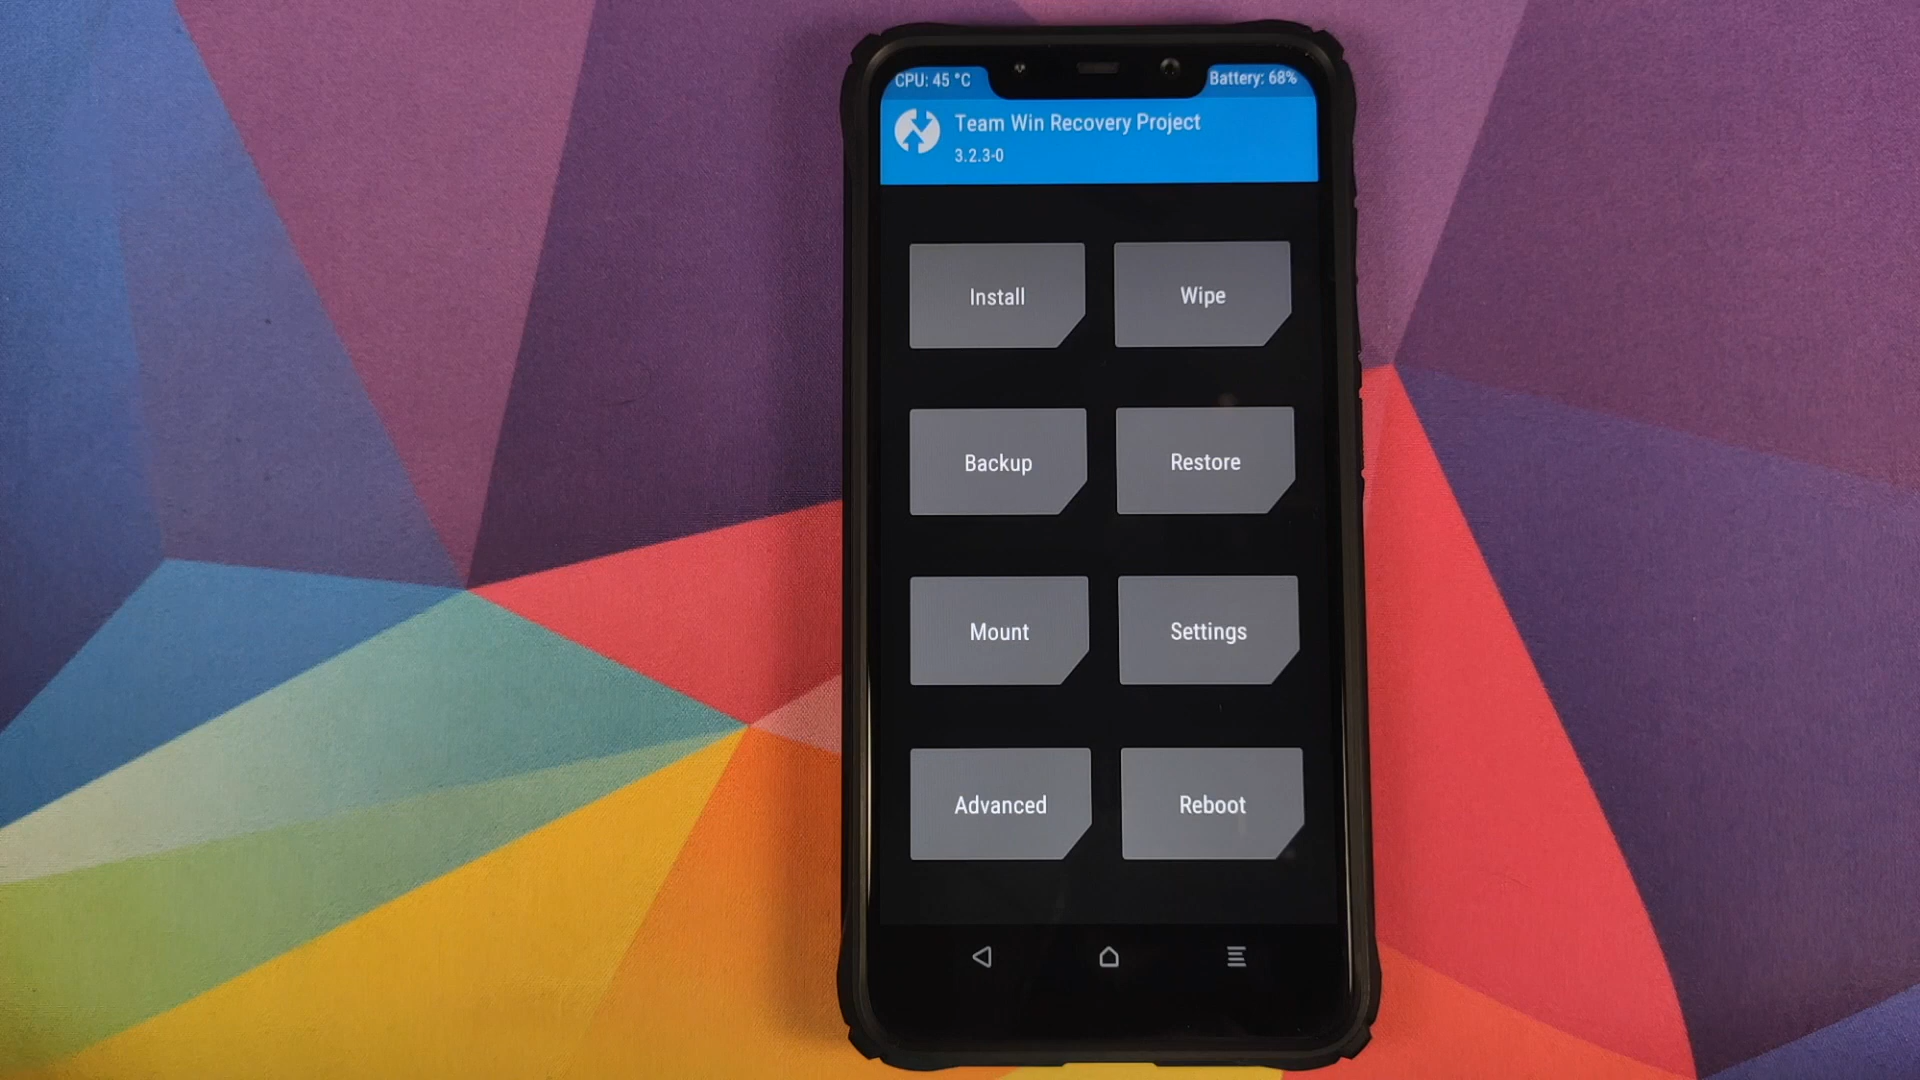 CPU: 45 °C
Battery: 68%
Team Win Recovery Project
3.2.3-0
Install
Wipe
Backup
Restore
Mount
Settings
Advanced
Reboot